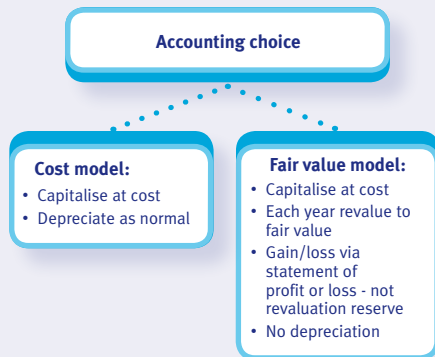 Accounting choice
Cost model:
• Capitalise at cost
• Depreciate as normal
Fair value model:
• Capitalise at cost
• Each year revalue to
fair value
• Gain/loss via
statement of
profit or loss - not
revaluation reserve
• No depreciation